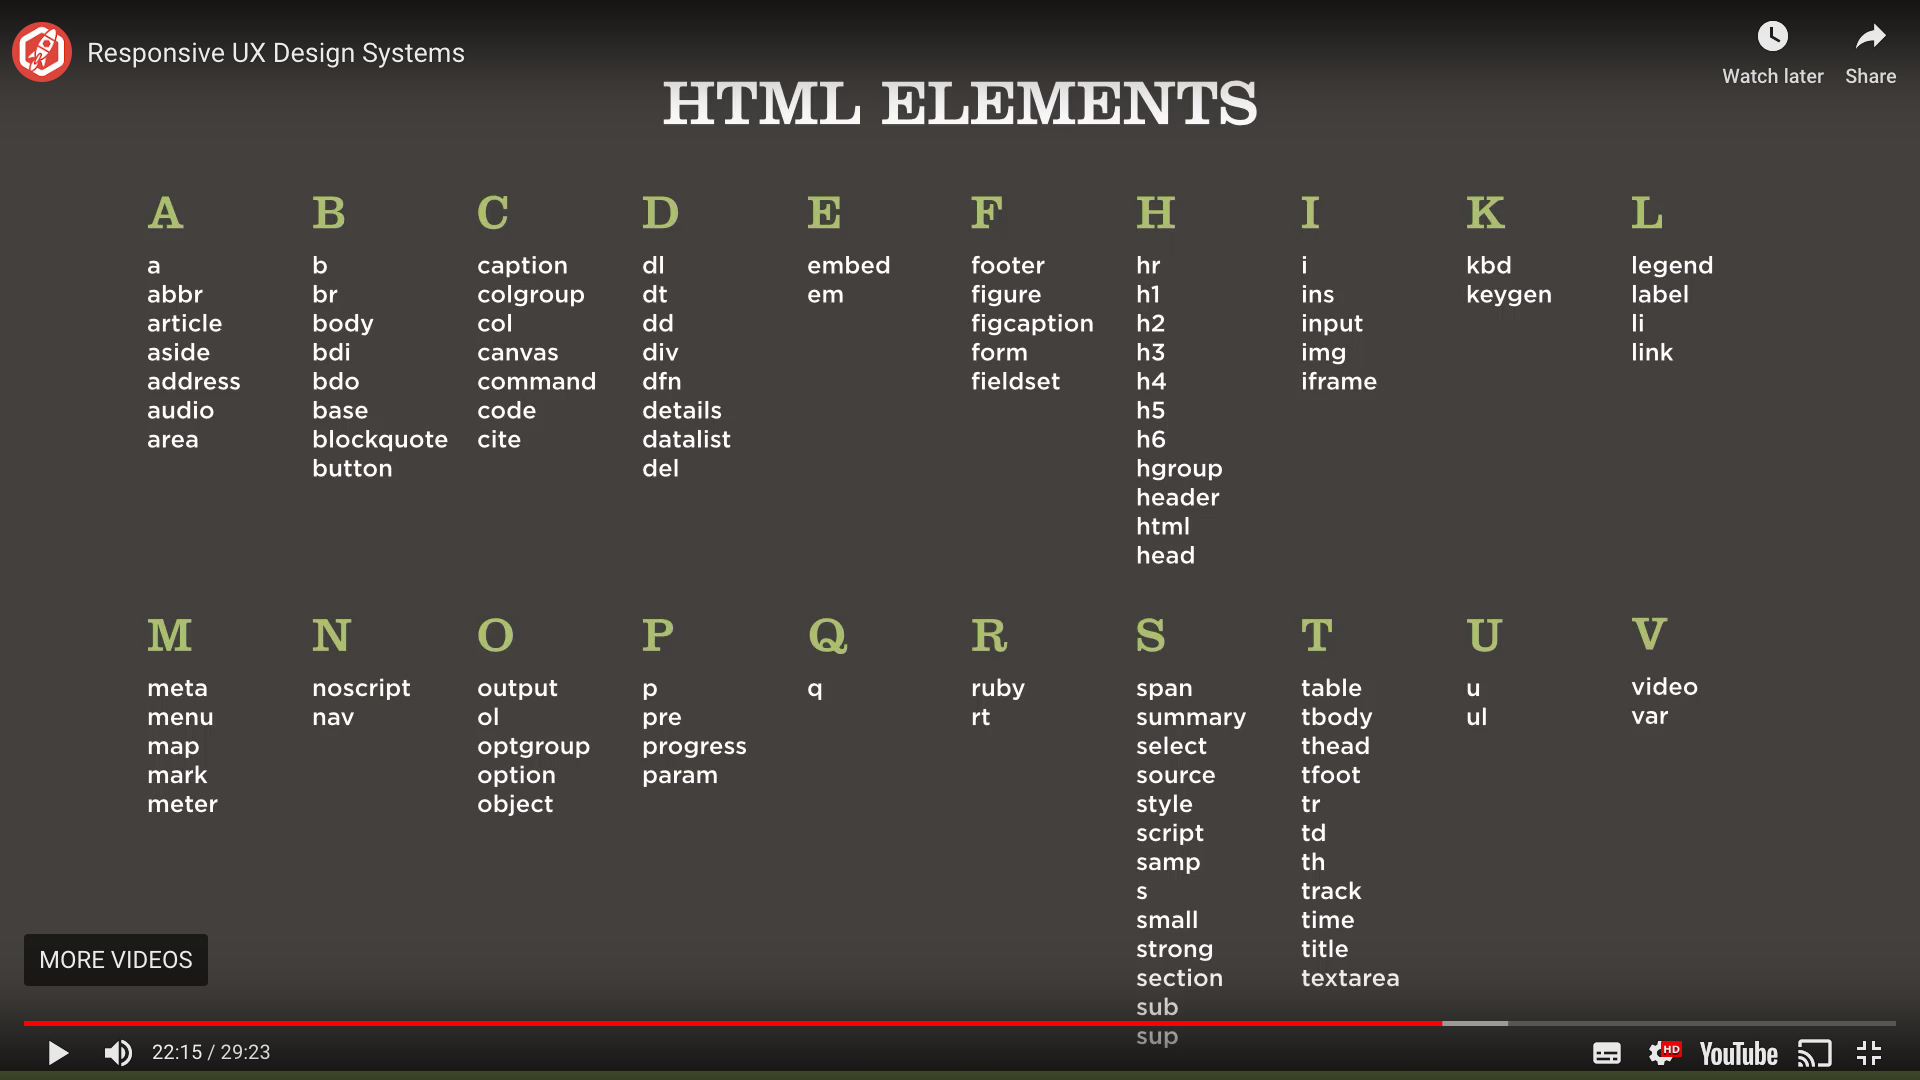 Responsive UX Design Systems
Watch later
Share
HTML ELEMENTS
A
a
abbr
article
aside
address
audio
area
B
b
br
body
bdi
bdo
base
blockquote
button
C
caption
colgroup
col
canvas
command
code
cite
D
dl
dt
dd
div
dfn
details
datalist
del
E
embed
em
F
footer
figure
figcaption
form
fieldset
H
hr
h1
h2
h3
h4
h5
h6
hgroup
header
html
head
I
i
ins
input
img
iframe
K
kbd
keygen
L
legend
label
li
link
M
meta
menu
map
mark
meter
N
noscript
nav
O
output
ol
optgroup
option
object
P
p
pre
progress
param
Q
q
R
ruby
rt
S
span
summary
select
source
style
script
samp
s
small
strong
section
sub
sup
T
table
tbody
thead
tfoot
tr
td
th
track
time
title
textarea
U
u
ul
V
video
var
MORE VIDEOS
22:15 / 29:23
HD
YouTube